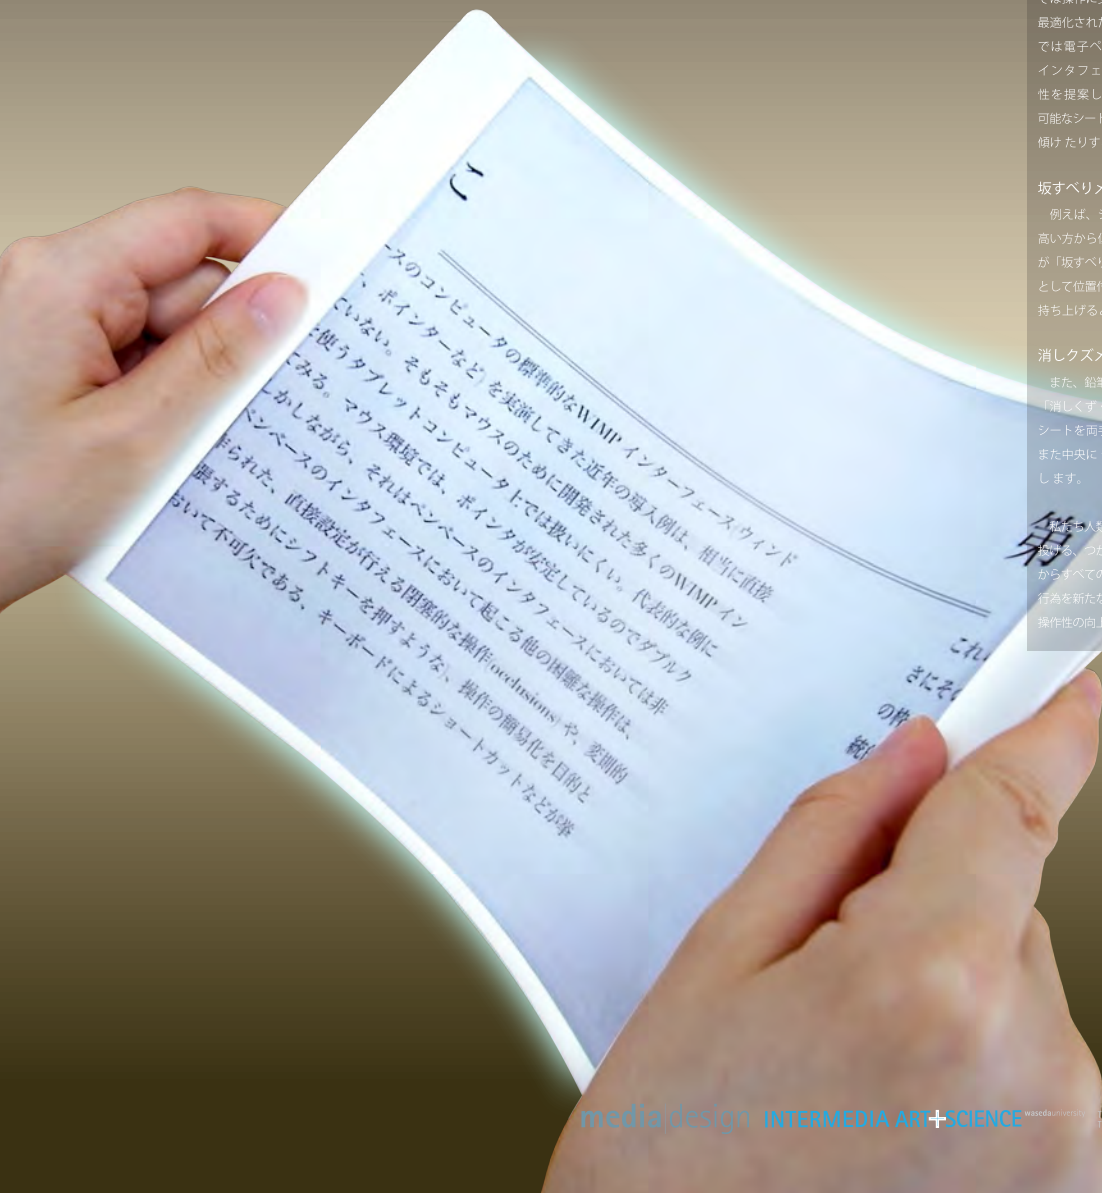 こ
ースのコンピュータの標準的なWIMP インターフェース(ウィンド
、ポインターなど）を実演してきた近年の導入例は、相当に直接
ていない。そもそもマウスのために開発された多くのWIMP イン
使うタブレットコンピュータ上では扱いにくい。代表的な例に
てみる。マウス環境では、ポインタが安定しているのでダブルク
しかしながら、それはペンベースのインタフェースにおいては非
ペンベースのインタフェースにおいて起こる他の困難な操作は、
作られた、直接設定が行える閉塞的な操作(occlusions) や、変則的
するためにシフトキーを押すような)、操作の簡易化を目的と
おいて不可欠である、キーボードによるショートカットなどが挙
第
これ
さにそ
の枠
統
では操作に
最適化された
では電子ペ
インタフェ
性を提案し
可能なシート
傾け たりす
坂すべりメ
例えば、シ
高い方から低
が「坂すべり
として位置付
持ち上げると
消しクズメ
また、鉛筆
「消しくず
シートを両手
また中央に
し ます。
私たち人類
投げる、つか
からすべての
行為を新たな
操作性の向上
media design INTERMEDIA ART+SCIENCE wasedauniversity